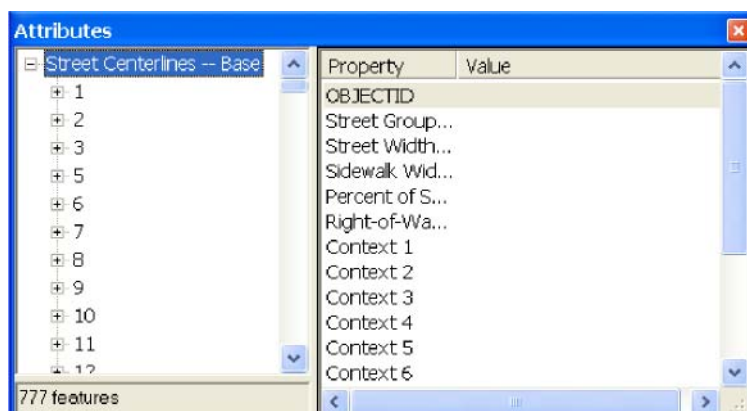 Attributes
Street Centerlines -- Base
1
2
3
5
6
7
8
9
10
11
12
777 features
Property Value
OBJECTID
Street Group...
Street Width...
Sidewalk Wid...
Percent of S...
Right-of-Wa...
Context 1
Context 2
Context 3
Context 4
Context 5
Context 6